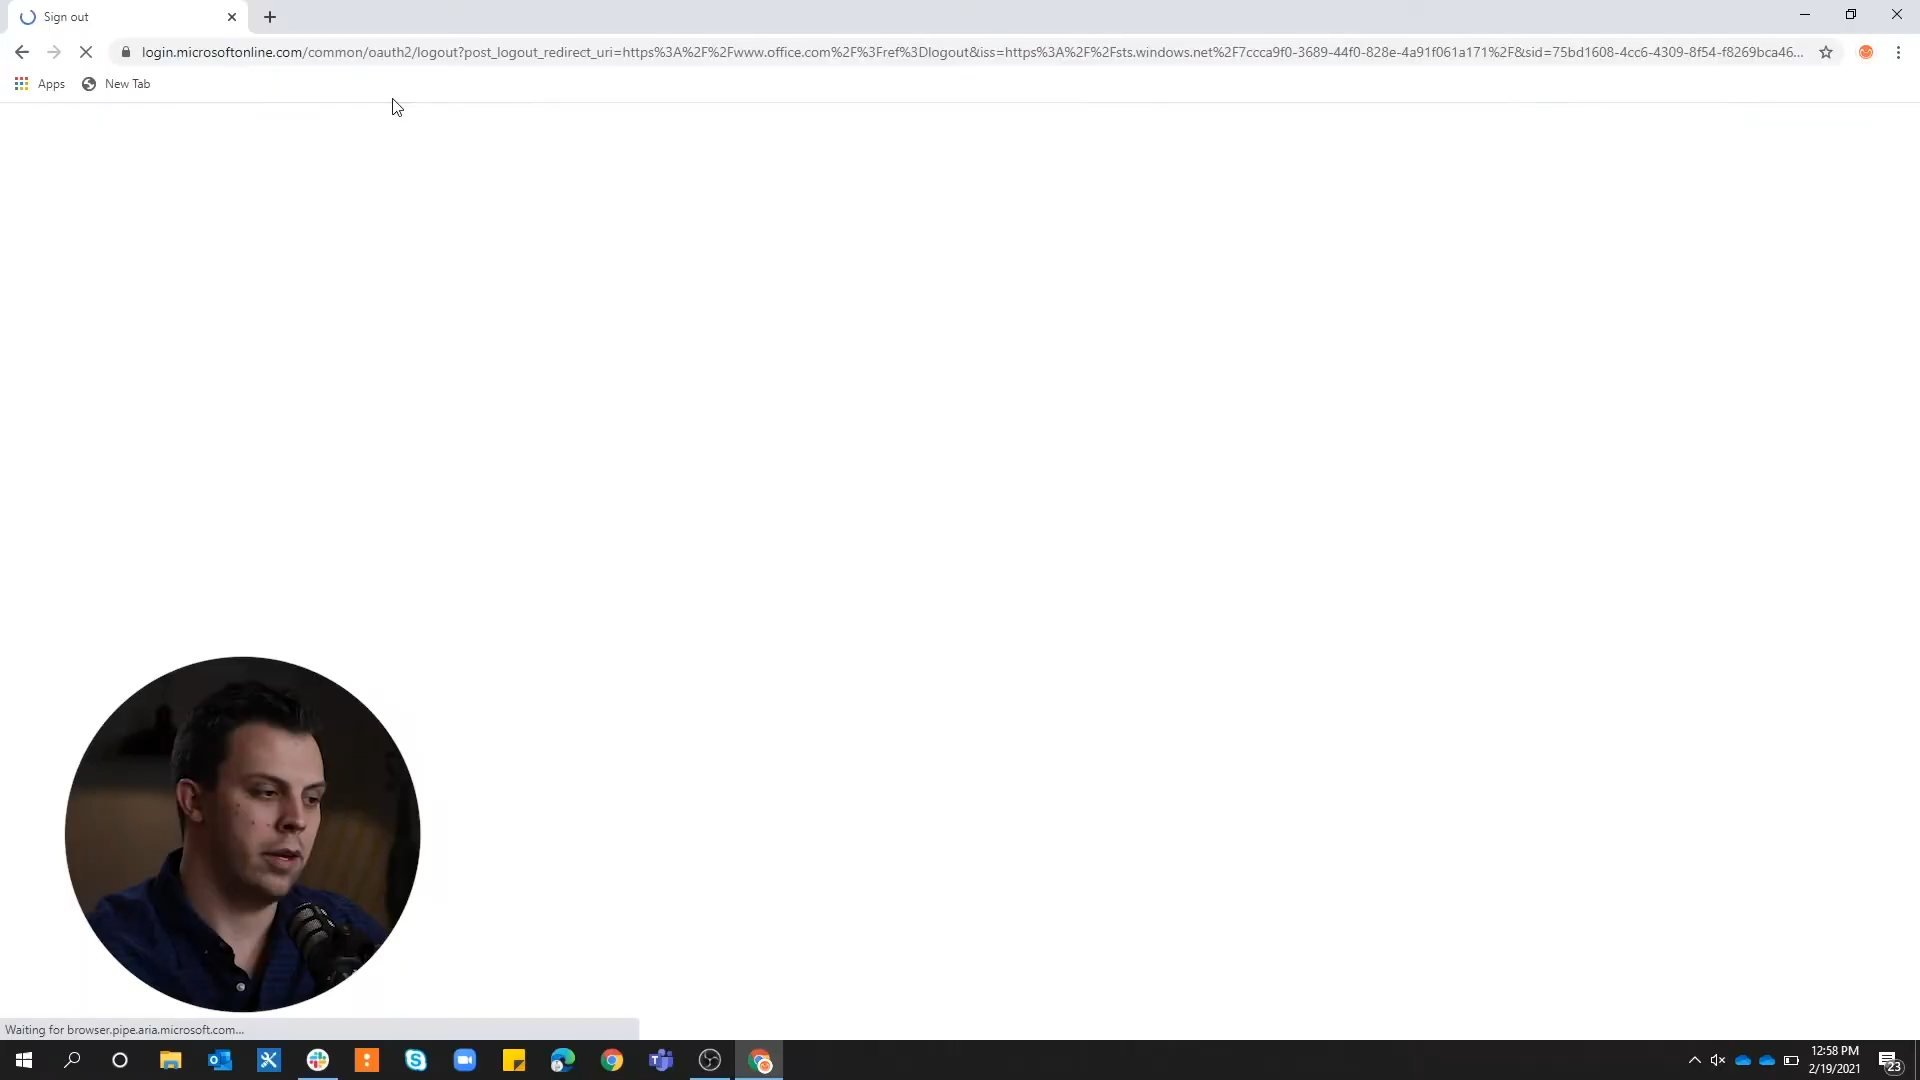 Sign out
login.microsoftonline.com/common/oauth2/logout?post_logout_redirect_uri=https%3A%2F%2Fwww.office.com%2F%3Fref%3Dlogout&iss=https%3A%2F%2Fsts.windows.net%2F7ccca9f0-3689-44f0-828e-4a91f061a171%2F&sid=75bd1608-4cc6-4309-8f54-f8269bca46...
Apps
New Tab
Waiting for browser.pipe.aria.microsoft.com...
12:58 PM
2/19/2021
23